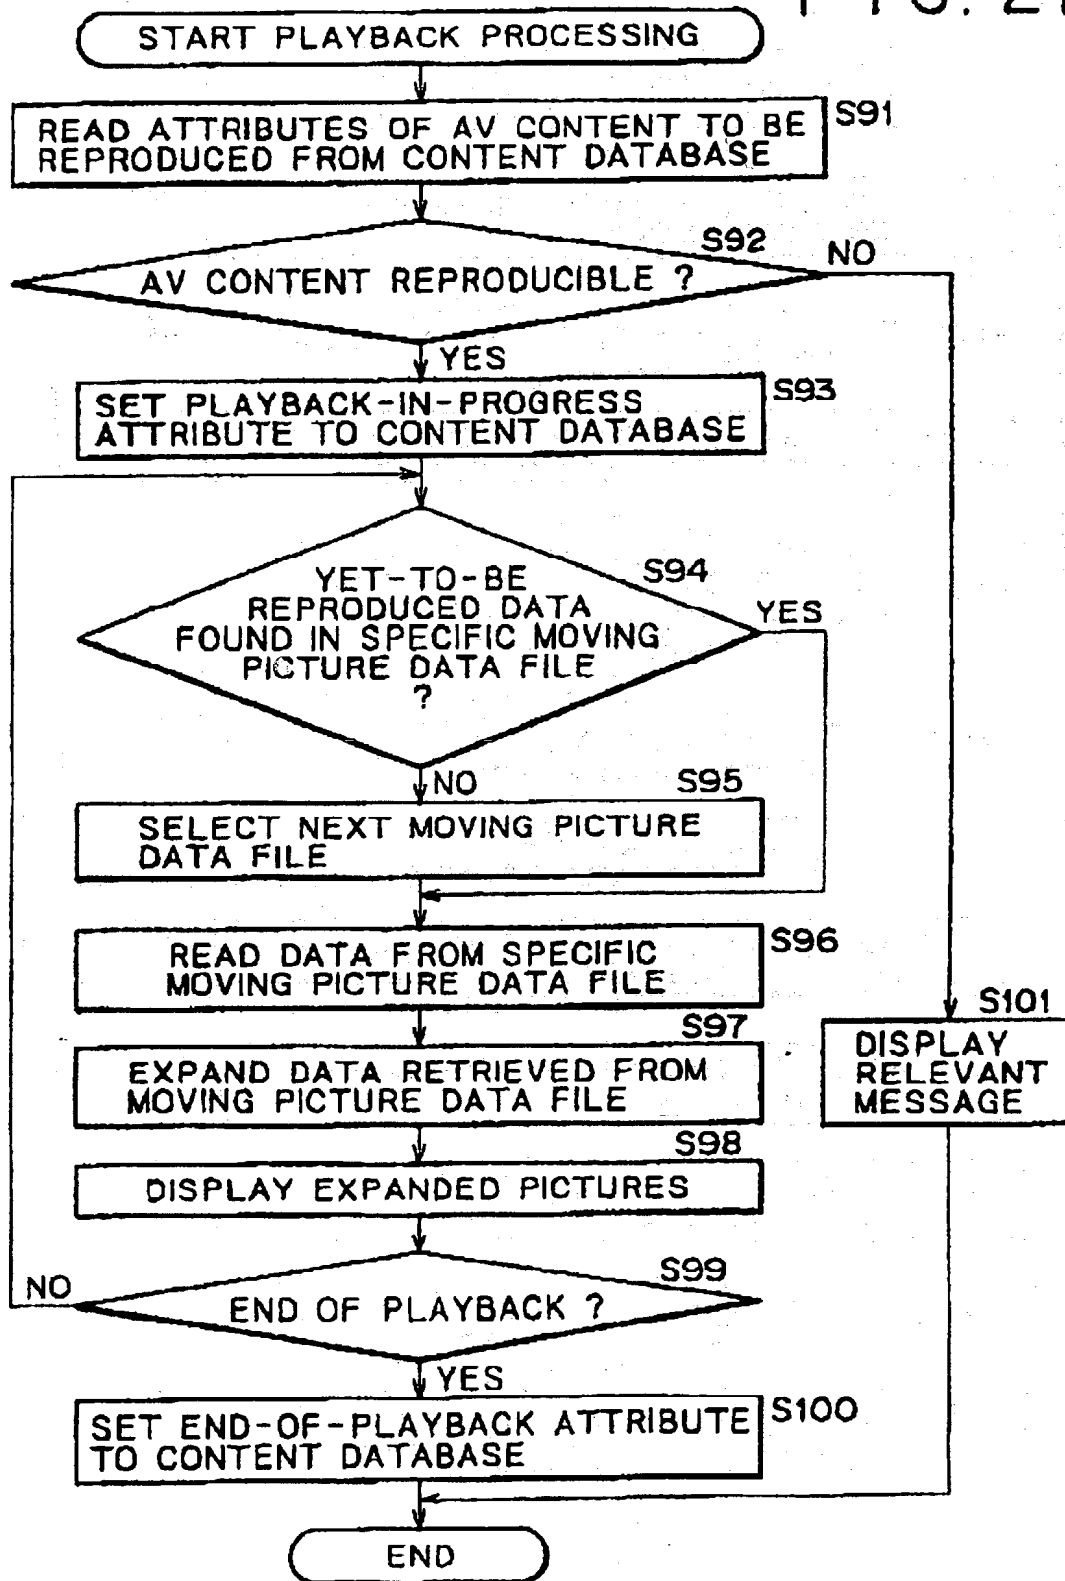 START PLAYBACK PROCESSING
S91
READ ATTRIBUTES OF AV CONTENT TO BE
REPRODUCED FROM CONTENT DATABASE
S92
NO
AV CONTENT REPRODUCIBLE ?
YES
S93
SET PLAYBACK-IN-PROGRESS
ATTRIBUTE TO CONTENT DATABASE
S94
YET-TO-BE
REPRODUCED DATA
YES
FOUND IN SPECIFIC MOVING
PICTURE DATA FILE
?
NO
S95
SELECT NEXT MOVING PICTURE
DATA FILE
S96
READ DATA FROM SPECIFIC
MOVING PICTURE DATA FILE
S97
EXPAND DATA RETRIEVED FROM
MOVING PICTURE DATA FILE
S101
DISPLAY
RELEVANT
MESSAGE
S98
DISPLAY EXPANDED PICTURES
S99
NO
END OF PLAYBACK ?
YES
S100
SET END-OF-PLAYBACK ATTRIBUTE
TO CONTENT DATABASE
END